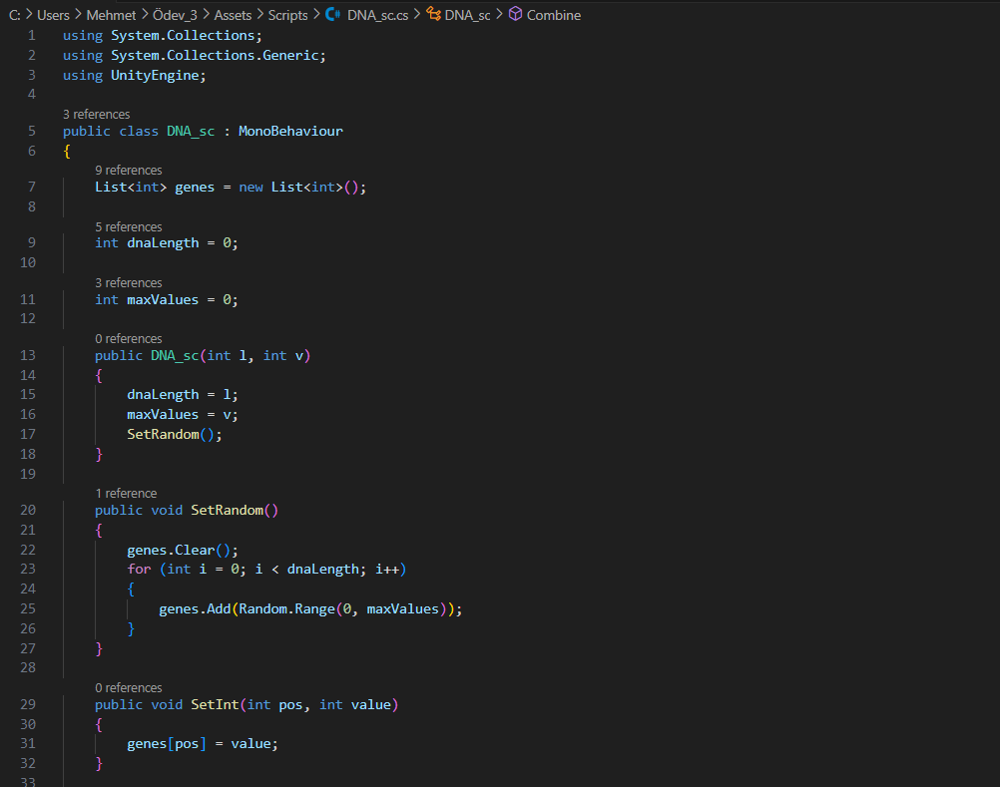 C: > Users > Mehmet > Ödev_3 > Assets > Scripts > DNA_sc.cs > DNA_sc > Combine
1 using System.Collections;
2 using System.Collections.Generic;
3 using UnityEngine;
4
3 references
5 public class DNA_sc : MonoBehaviour
6 {
9 references
7     List<int> genes = new List<int>();
8
5 references
9     int dnaLength = 0;
10
3 references
11     int maxValues = 0;
12
0 references
13     public DNA_sc(int l, int v)
14     {
15         dnaLength = l;
16         maxValues = v;
17         SetRandom();
18     }
19
1 reference
20     public void SetRandom()
21     {
22         genes.Clear();
23         for (int i = 0; i < dnaLength; i++)
24         {
25             genes.Add(Random.Range(0, maxValues));
26         }
27     }
28
0 references
29     public void SetInt(int pos, int value)
30     {
31         genes[pos] = value;
32     }
33